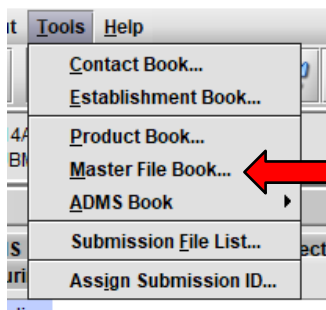 Tools Help
Contact Book...
Establishment Book...
Product Book...
Master File Book...
ADMS Book
Submission File List...
Assign Submission ID...